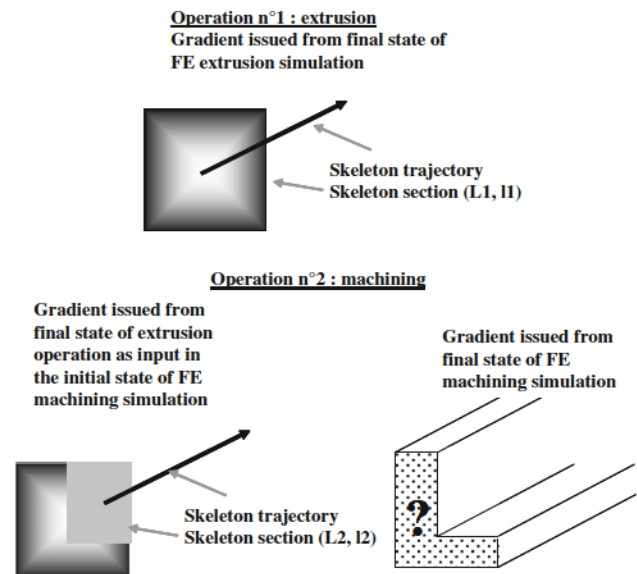 Operation n°1 : extrusion
Gradient issued from final state of
FE extrusion simulation
Skeleton trajectory
Skeleton section (L1, l1)
Operation n°2 : machining
Gradient issued from
final state of extrusion
operation as input in
the initial state of FE
machining simulation
Gradient issued from
final state of FE
machining simulation
Skeleton trajectory
Skeleton section (L2, l2)
?